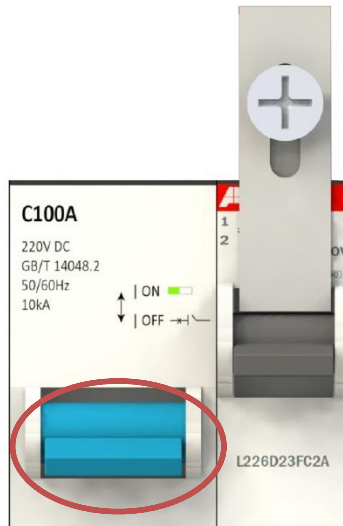 C100A
220V DC
GB/T 14048.2
50/60Hz
10kA
| ON
| OFF
1
2
L226D23FC2A